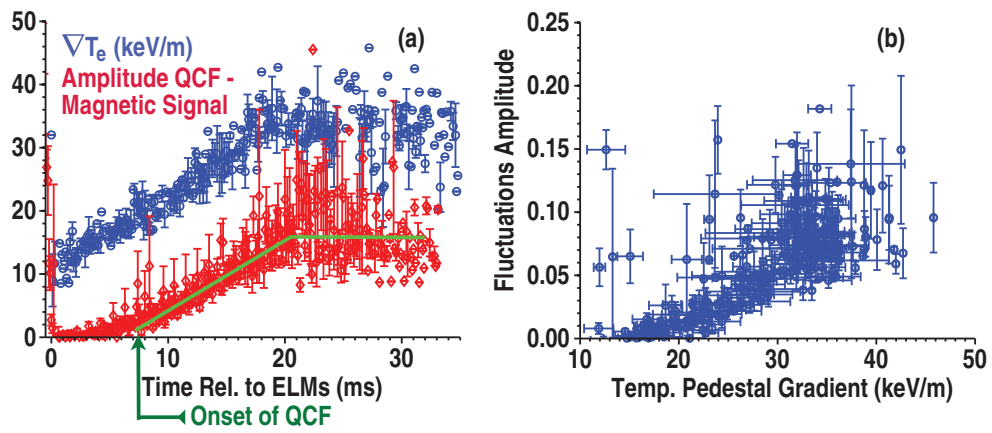 50
40
30
20
10
0
∇Te (keV/m)
Amplitude QCF -
Magnetic Signal
(a)
0 10 20 30
Time Rel. to ELMs (ms)
Onset of QCF
Fluctuations Amplitude
0.25
0.20
0.15
0.10
0.05
0.00
(b)
10 20 30 40 50
Temp. Pedestal Gradient (keV/m)